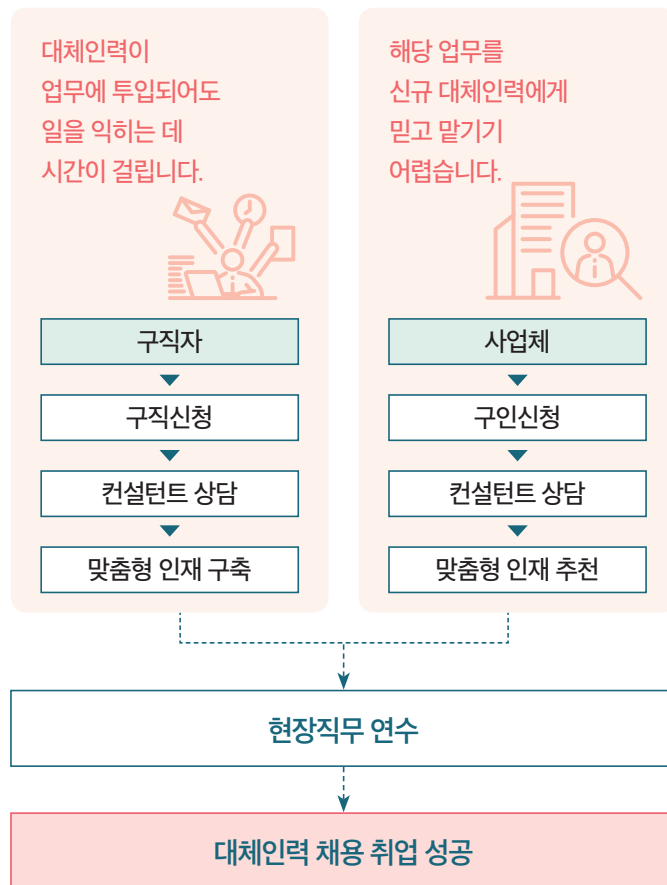 대체인력이
업무에 투입되어도
일을 익히는 데
시간이 걸립니다.
구직자
구직신청
컨설턴트 상담
맞춤형 인재 구축
해당 업무를
신규 대체인력에게
믿고 맡기기
어렵습니다.
사업체
구인신청
컨설턴트 상담
맞춤형 인재 추천
현장직무 연수
대체인력 채용 취업 성공